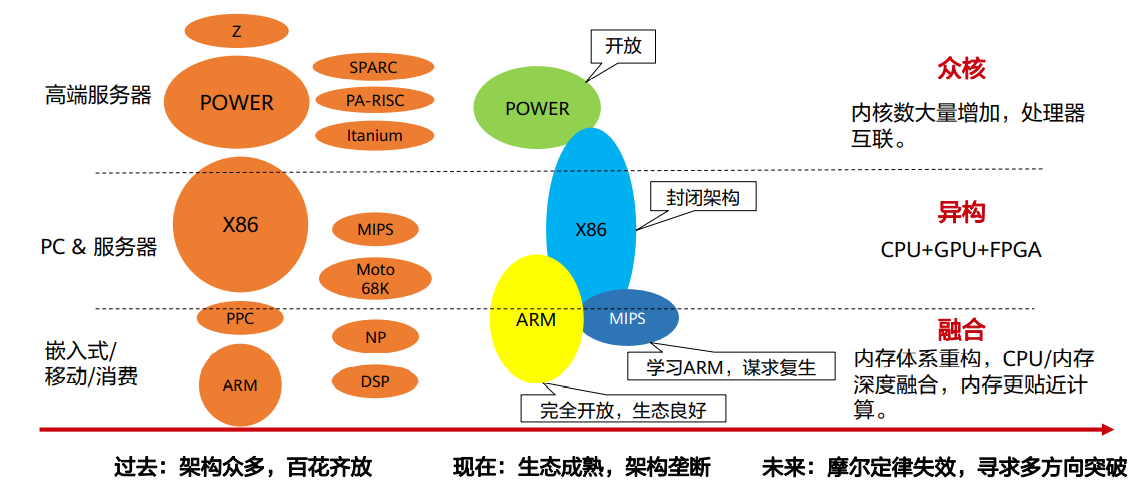 高端服务器
PC & 服务器
嵌入式/
移动/消费
Z
POWER
SPARC
PA-RISC
Itanium
X86
MIPS
Moto
68K
PPC
NP
ARM
DSP
开放
POWER
封闭架构
X86
ARM
MIPS
学习ARM，谋求复生
完全开放，生态良好
众核
内核数大量增加，处理器
互联。
异构
CPU+GPU+FPGA
融合
内存体系重构，CPU/内存
深度融合，内存更贴近计
算。
过去：架构众多，百花齐放
现在：生态成熟，架构垄断
未来：摩尔定律失效，寻求多方向突破